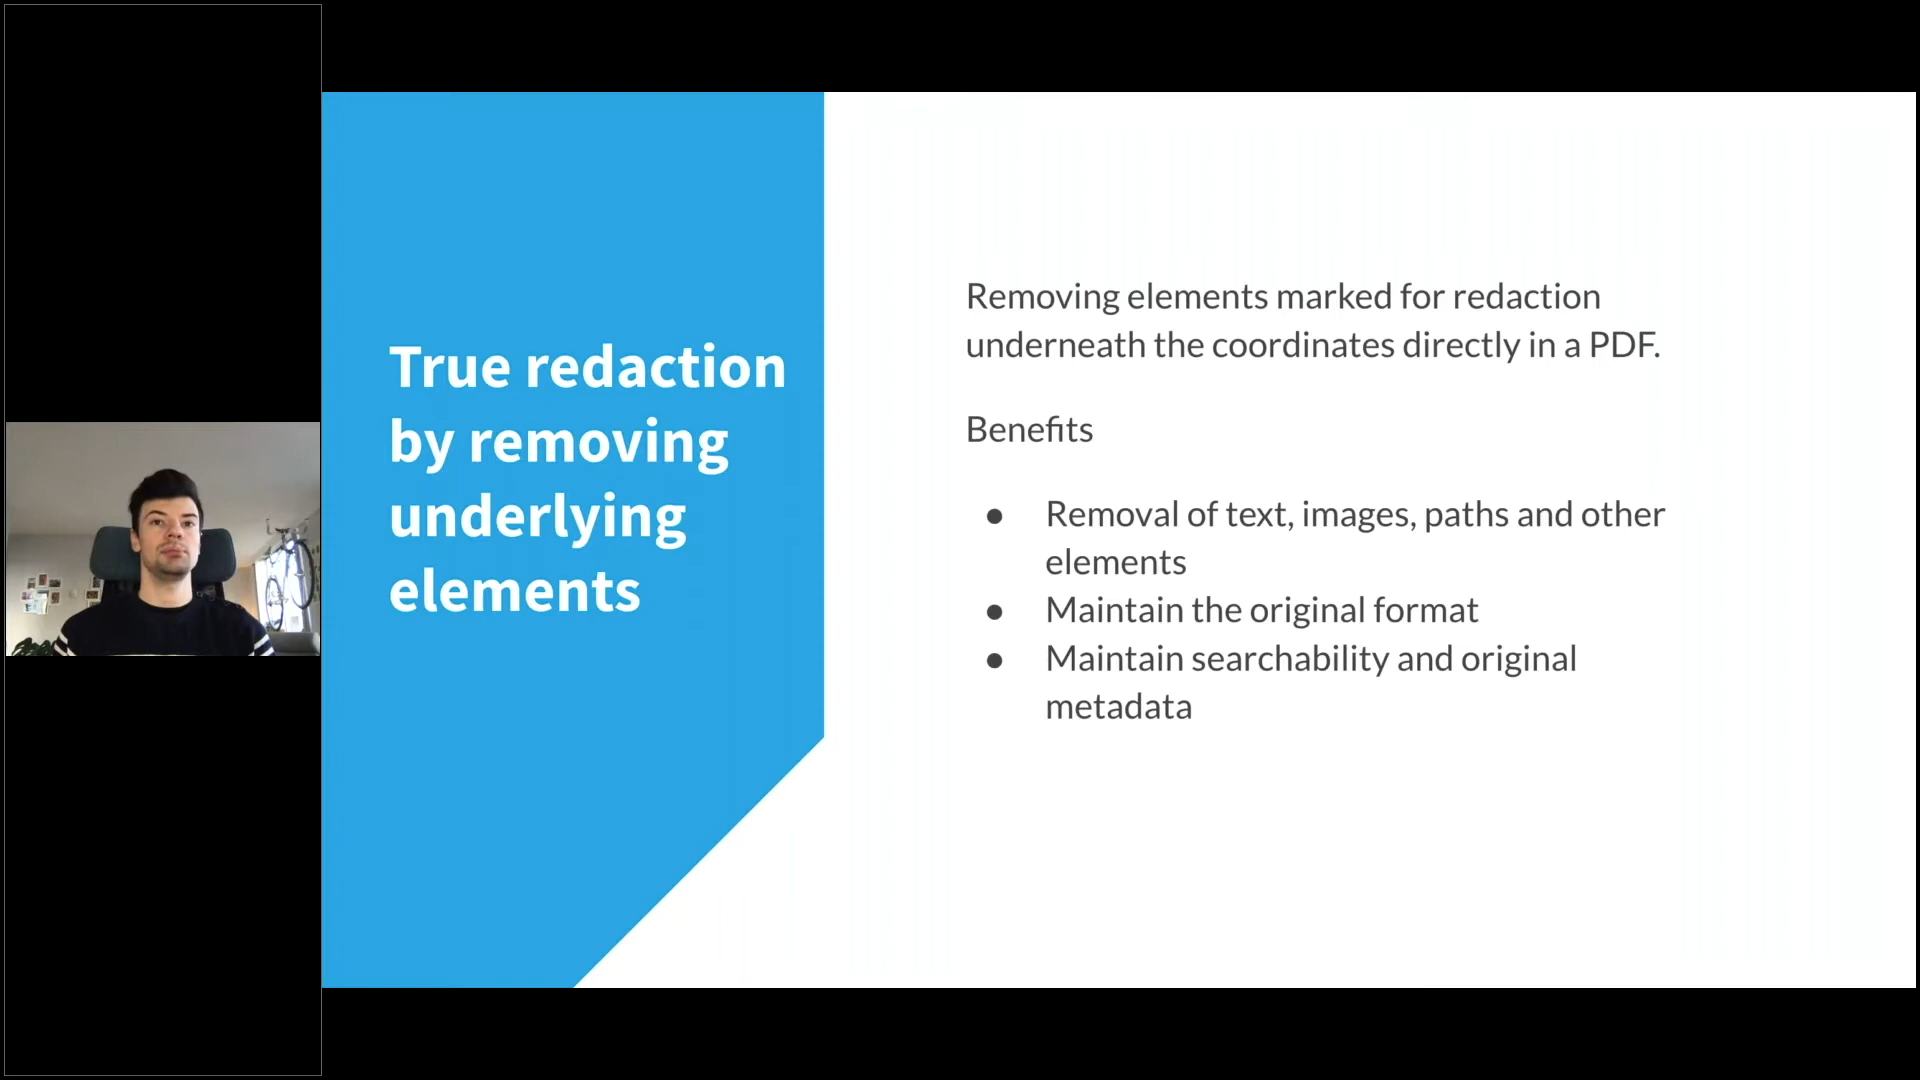 True redaction
by removing
underlying
elements
Removing elements marked for redaction
underneath the coordinates directly in a PDF.
Benefits
● Removal of text, images, paths and other
elements
● Maintain the original format
● Maintain searchability and original
metadata